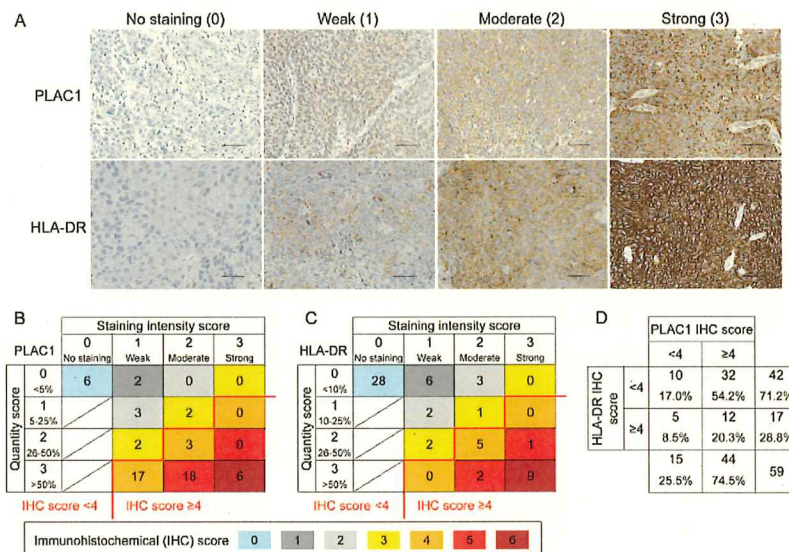 A
No staining (0) Weak (1) Moderate (2) Strong (3)
PLAC1
HLA-DR
B
Staining intensity score
PLAC1 0 1 2 3
No staining Weak Moderate Strong
Quantity score
0 <5% 6 2 0 0
1 5-25% 3 2 0
2 26-50% 2 3 0
3 >50% 17 18 6
IHC score <4 IHC score ≥4
C
Staining intensity score
HLA-DR 0 1 2 3
No staining Weak Moderate Strong
Quantity score
0 <10% 28 6 3 0
1 10-25% 2 1 0
2 26-50% 2 5 1
3 >50% 0 2 9
IHC score <4 IHC score ≥4
D
PLAC1 IHC score
<4 ≥4
HLA-DR IHC score
<4 10 32 42
17.0% 54.2% 71.2%
≥4 5 12 17
8.5% 20.3% 28.8%
15 44 59
25.5% 74.5%
Immunohistochemical (IHC) score 0 1 2 3 4 5 6